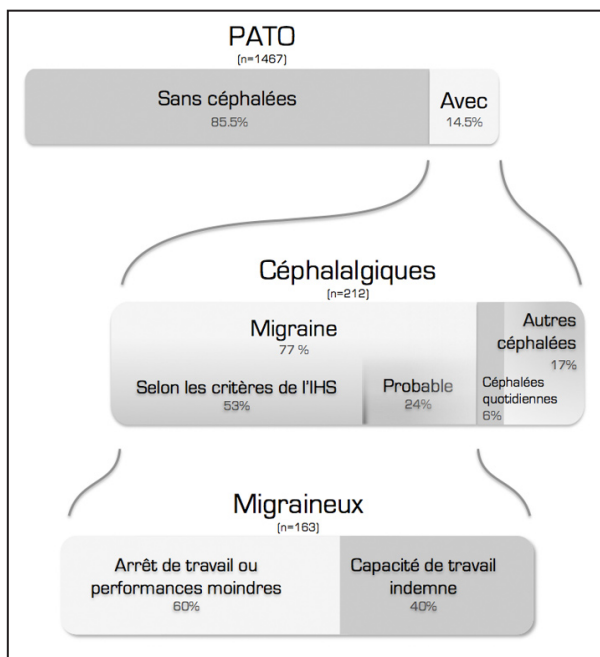 PATO
(n=1467)
Sans céphalées
85.5%
Avec
14.5%
Céphalalgiques
(n=212)
Migraine
77 %
Selon les critères de l'IHS
53%
Probable
24%
Autres
céphalées
17%
Céphalées
quotidiennes
6%
Migraineux
(n=163)
Arrêt de travail ou
performances moindres
60%
Capacité de travail
indemne
40%